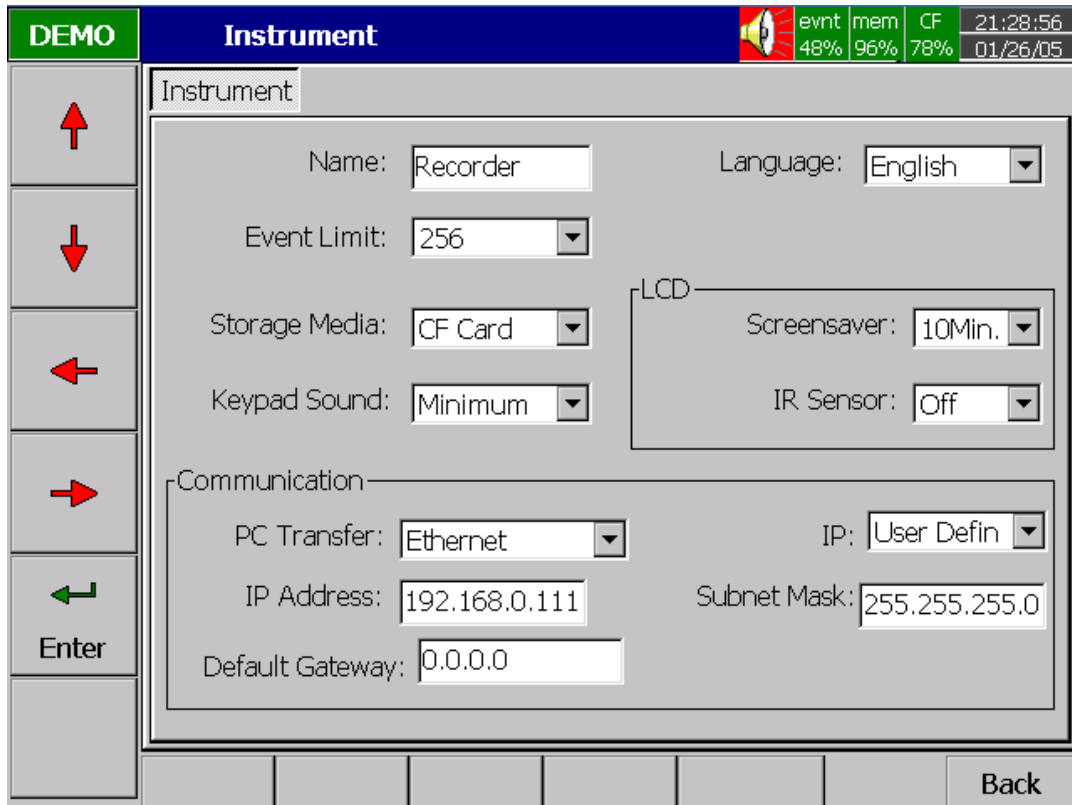 DEMO
Instrument
evnt mem CF 21:28:56
48% 96% 78% 01/26/05
Instrument
Name: Recorder
Language: English
Event Limit: 256
LCD
Storage Media: CF Card
Screensaver: 10Min.
Keypad Sound: Minimum
IR Sensor: Off
Communication
PC Transfer: Ethernet
IP: User Defin
IP Address: 192.168.0.111
Subnet Mask: 255.255.255.0
Default Gateway: 0.0.0.0
Enter
Back